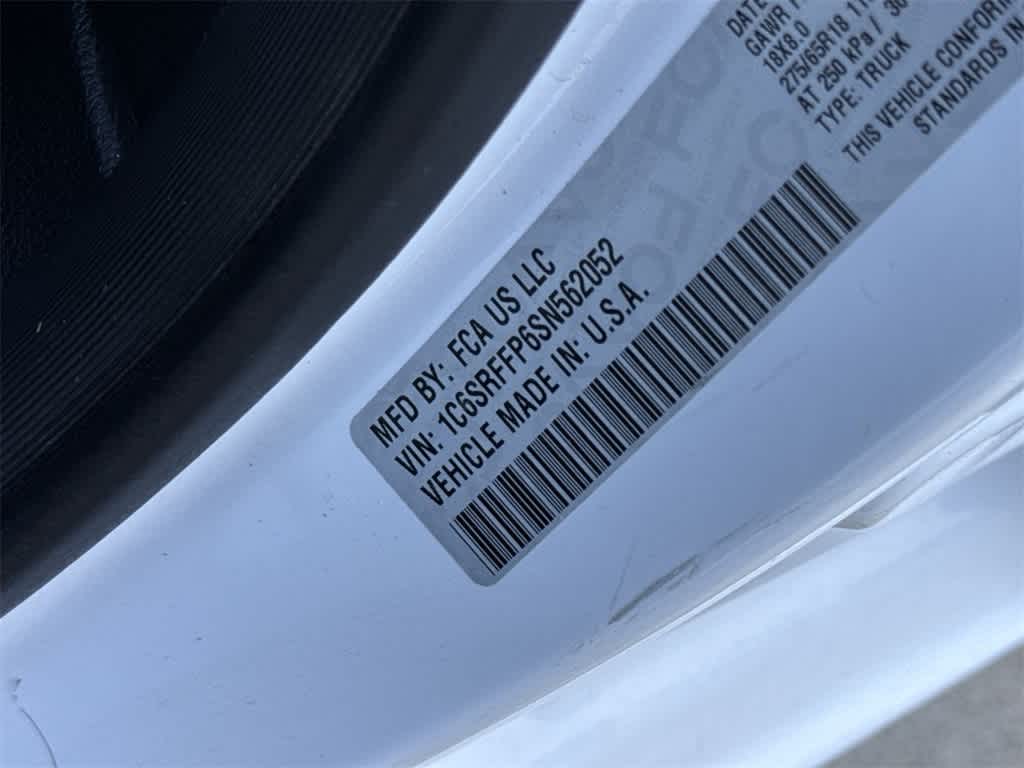 MFD BY: FCA US LLC
VIN: 1C6SRFFP6SN562052
VEHICLE MADE IN: U.S.A.
DATE
GAWR
18X8.0
275/65R18
AT 250 kPa /
TYPE: TRUCK
THIS VEHICLE
STANDARDS IN